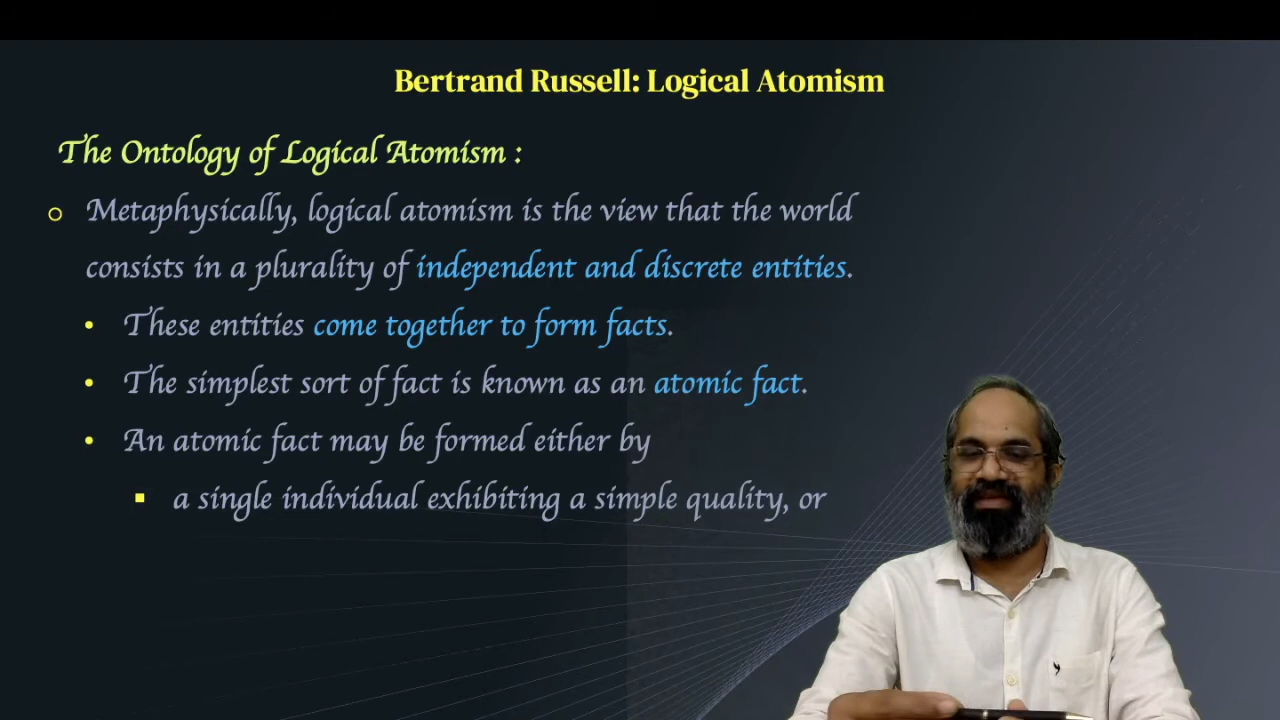 Bertrand Russell: Logical Atomism
The Ontology of Logical Atomism :
Metaphysically, logical atomism is the view that the world
consists in a plurality of independent and discrete entities.
These entities come together to form facts.
The simplest sort of fact is known as an atomic fact.
An atomic fact may be formed either by
a single individual exhibiting a simple quality, or